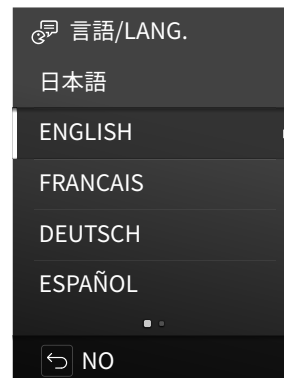 言語/LANG.
日本語
ENGLISH
FRANCAIS
DEUTSCH
ESPAÑOL
NO